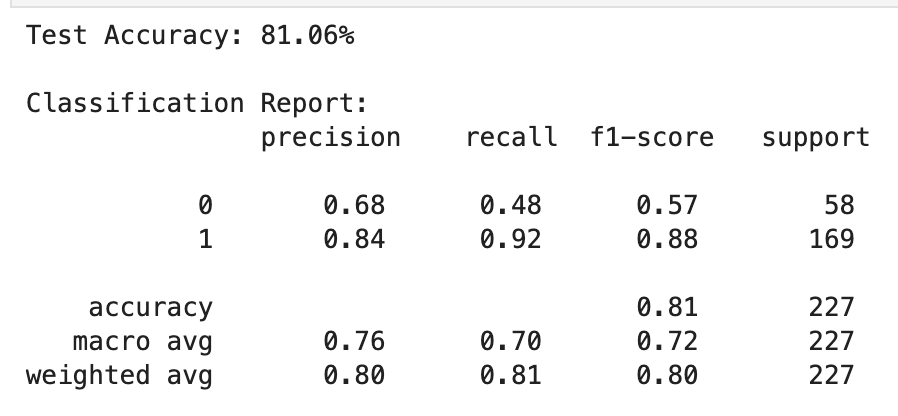 Test Accuracy: 81.06%
Classification Report:
precision recall f1-score support
0 0.68 0.48 0.57 58
1 0.84 0.92 0.88 169
accuracy 0.81 227
macro avg 0.76 0.70 0.72 227
weighted avg 0.80 0.81 0.80 227